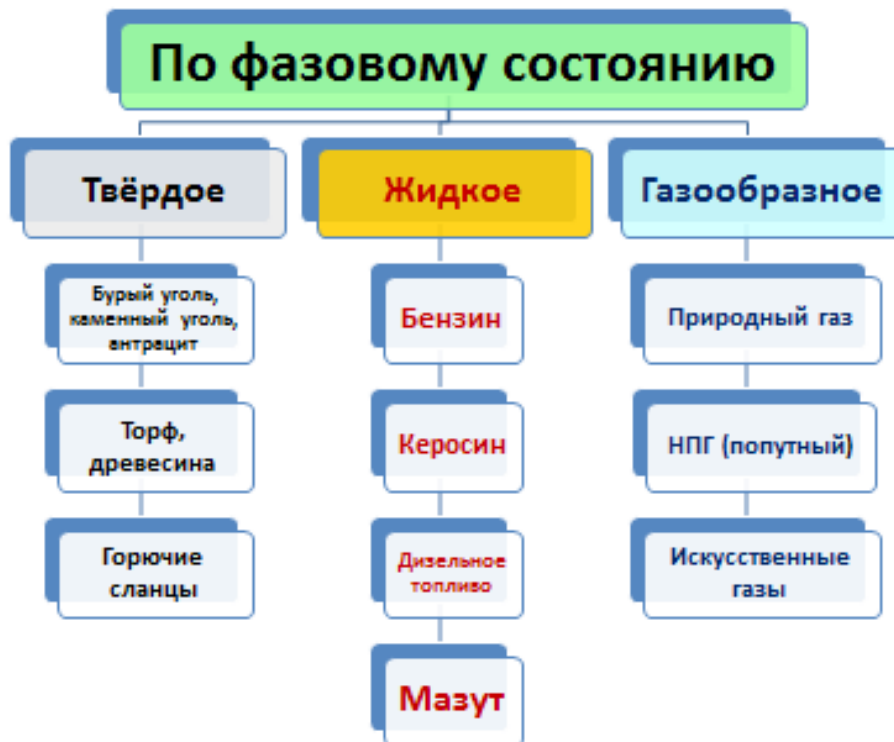 По фазовому состоянию
Твёрдое
Жидкое
Газообразное
Бурый уголь,
каменный уголь,
антрацит
Торф,
древесина
Горючие
сланцы
Бензин
Керосин
Дизельное
топливо
Мазут
Природный газ
НПГ (попутный)
Искусственные
газы